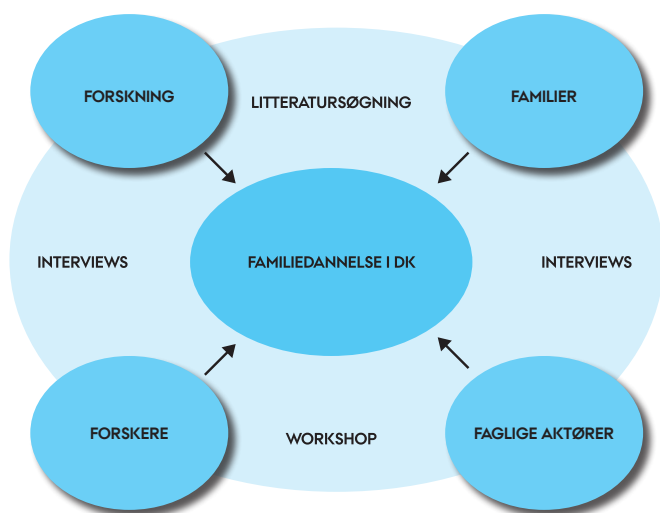 FORSKNING
LITTERATURSØGNING
FAMILIER
INTERVIEWS
FAMILIEDANNELSE I DK
INTERVIEWS
FORSKERE
WORKSHOP
FAGLIGE AKTØRER